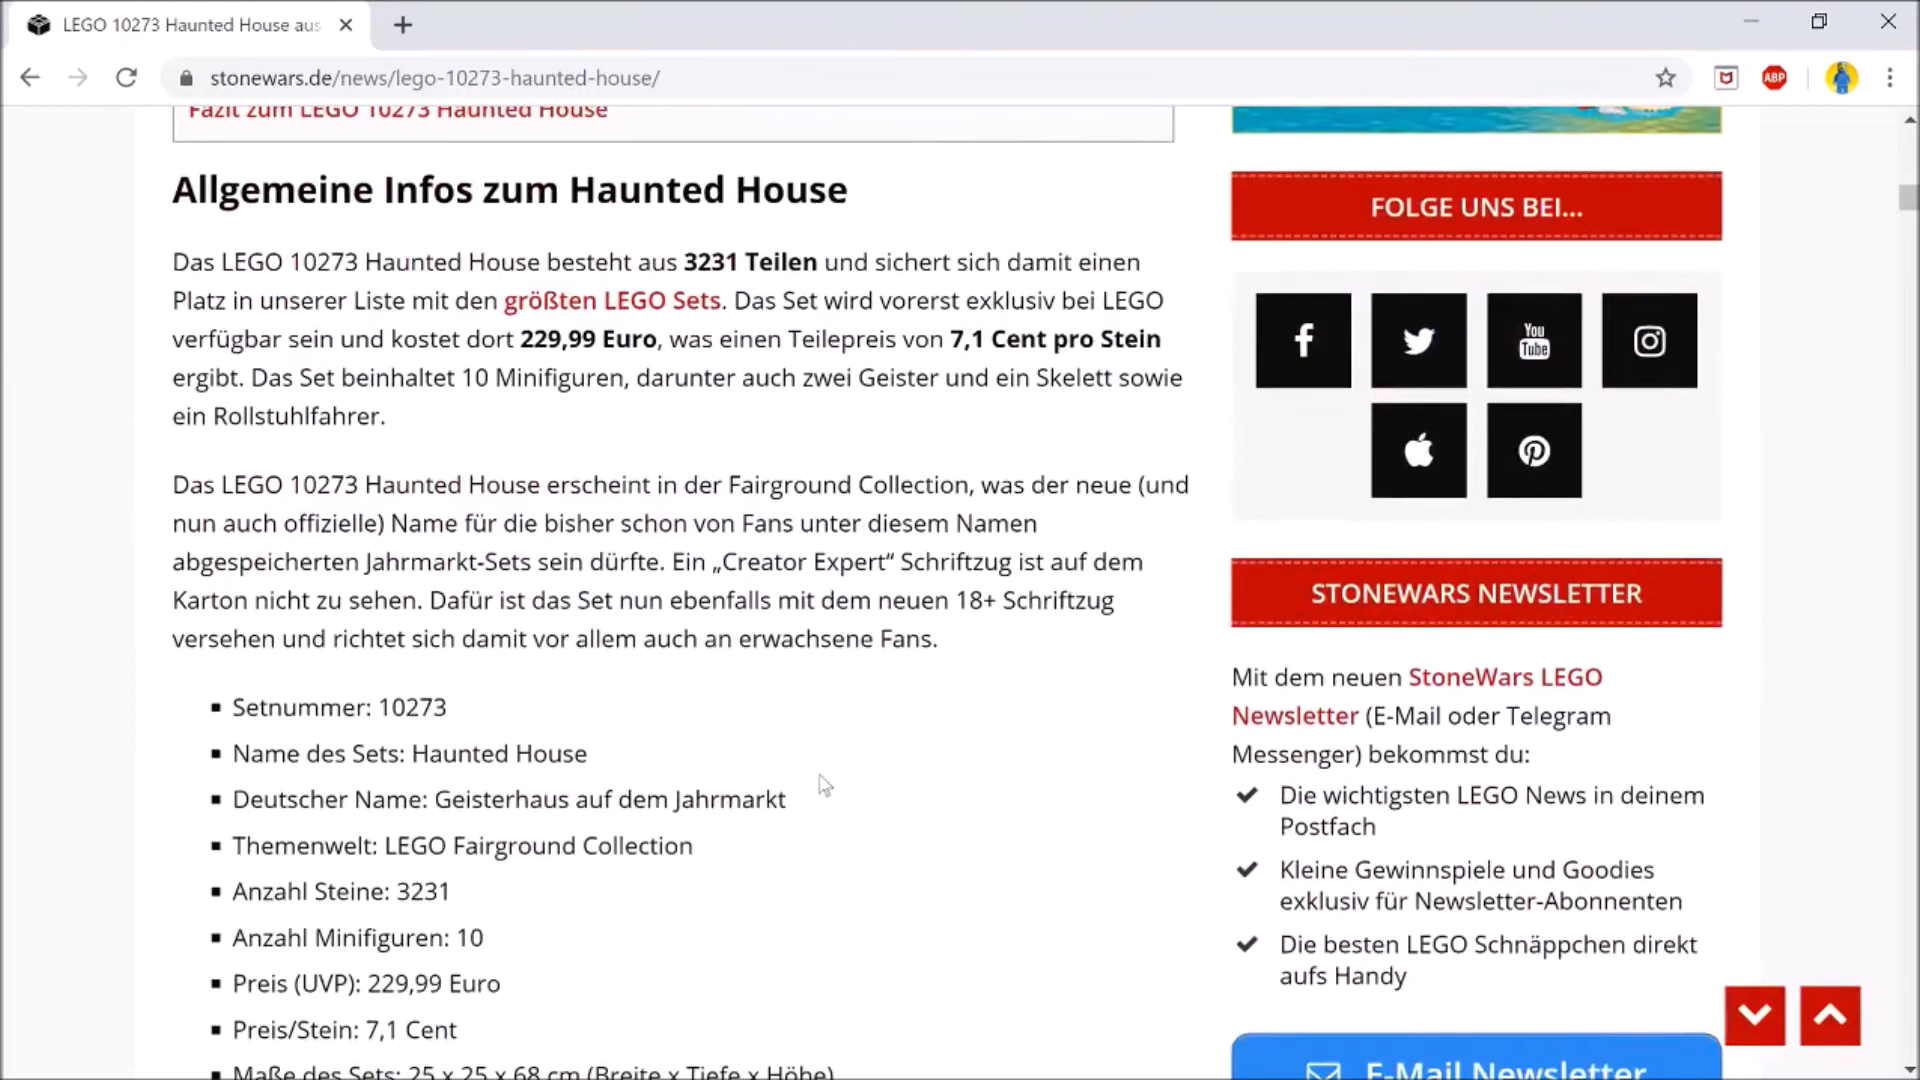 LEGO 10273 Haunted House aus
stonewars.de/news/lego-10273-haunted-house/
ABP
Fazit zum LEGO 10273 Haunted House
Allgemeine Infos zum Haunted House
Das LEGO 10273 Haunted House besteht aus 3231 Teilen und sichert sich damit einen
Platz in unserer Liste mit den größten LEGO Sets. Das Set wird vorerst exklusiv bei LEGO
verfügbar sein und kostet dort 229,99 Euro, was einen Teilepreis von 7,1 Cent pro Stein
ergibt. Das Set beinhaltet 10 Minifiguren, darunter auch zwei Geister und ein Skelett sowie
ein Rollstuhlfahrer.
Das LEGO 10273 Haunted House erscheint in der Fairground Collection, was der neue (und
nun auch offizielle) Name für die bisher schon von Fans unter diesem Namen
abgespeicherten Jahrmarkt-Sets sein dürfte. Ein „Creator Expert“ Schriftzug ist auf dem
Karton nicht zu sehen. Dafür ist das Set nun ebenfalls mit dem neuen 18+ Schriftzug
versehen und richtet sich damit vor allem auch an erwachsene Fans.
Setnummer: 10273
Name des Sets: Haunted House
Deutscher Name: Geisterhaus auf dem Jahrmarkt
Themenwelt: LEGO Fairground Collection
Anzahl Steine: 3231
Anzahl Minifiguren: 10
Preis (UVP): 229,99 Euro
Preis/Stein: 7,1 Cent
Maße des Sets: 25 x 25 x 68 cm (Breite x Tiefe x Höhe)
FOLGE UNS BEI...
You
Tube
STONEWARS NEWSLETTER
Mit dem neuen StoneWars LEGO
Newsletter (E-Mail oder Telegram
Messenger) bekommst du:
Die wichtigsten LEGO News in deinem
Postfach
Kleine Gewinnspiele und Goodies
exklusiv für Newsletter-Abonnenten
Die besten LEGO Schnäppchen direkt
aufs Handy
E-Mail Newsletter